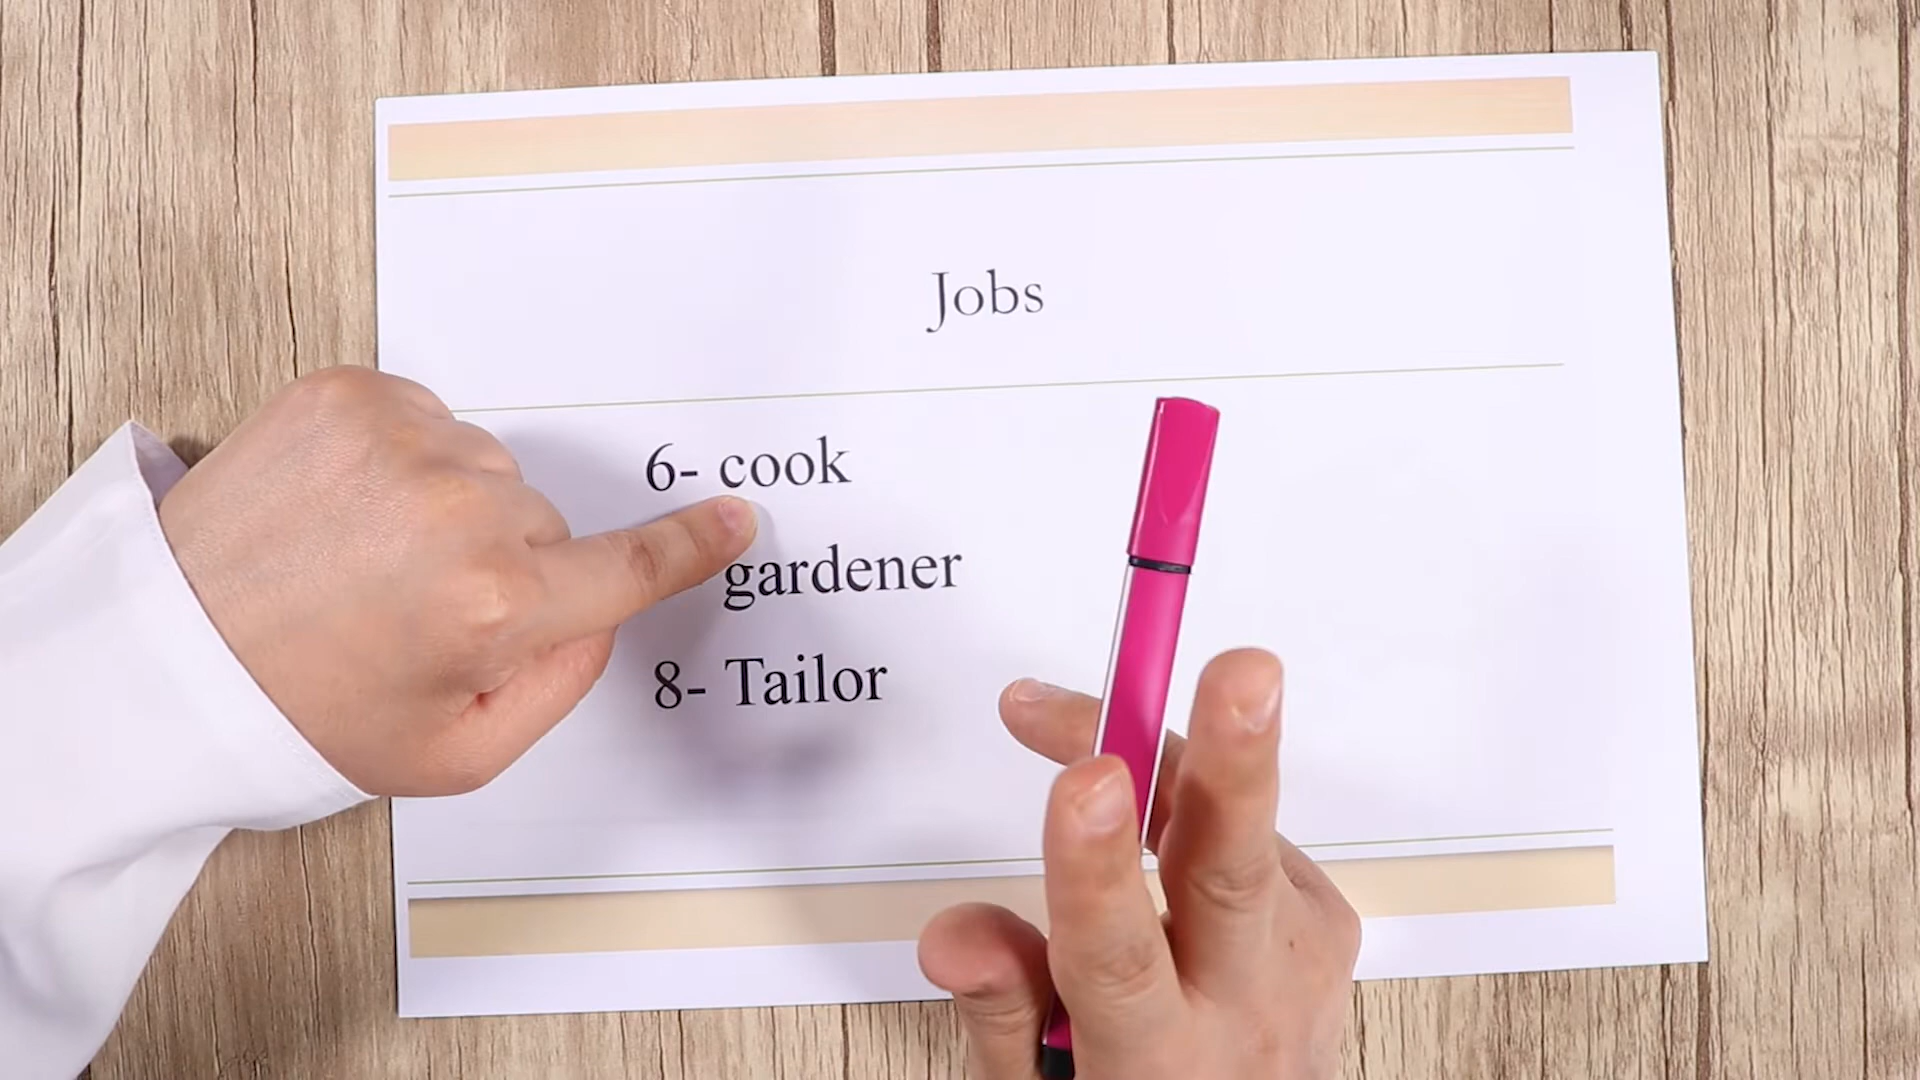 Jobs
6- cook
gardener
8- Tailor